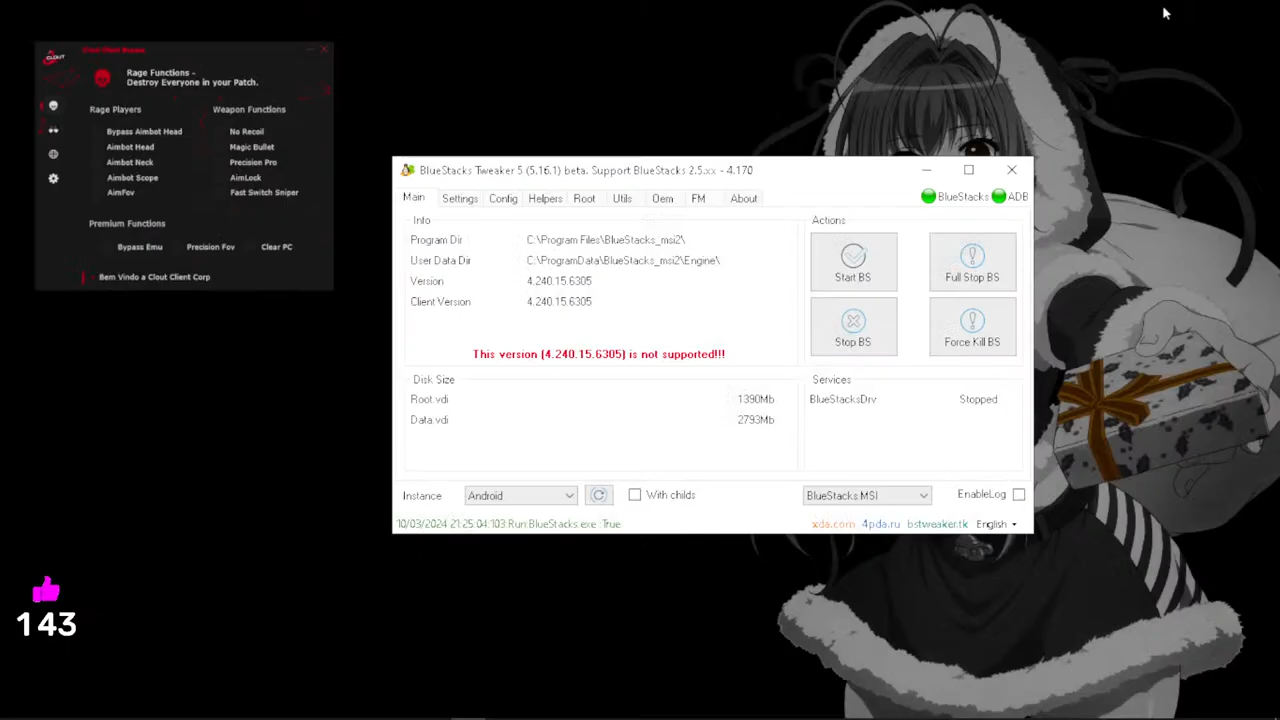 CLOUT
Clout Client Bypass
Rage Functions -
Destroy Everyone in your Patch.
Rage Players
Weapon Functions
Bypass Aimbot Head
No Recoil
Aimbot Head
Magic Bullet
Aimbot Neck
Precision Pro
Aimbot Scope
AimLock
AimFov
Fast Switch Sniper
Premium Functions
Bypass Emu
Precision Fov
Clear PC
Bem Vindo a Clout Client Corp
BlueStacks Tweaker 5 (5.16.1) beta. Support BlueStacks 2.5.xx - 4.170
Main Settings Config Helpers Root Utils Oem FM About
BlueStacks ADB
Info
Program Dir C:\Program Files\BlueStacks_msi2\
User Data Dir C:\ProgramData\BlueStacks_msi2\Engine\
Version 4.240.15.6305
Client Version 4.240.15.6305
This version (4.240.15.6305) is not supported!!!
Actions
Start BS
Full Stop BS
Stop BS
Force Kill BS
Disk Size
Root.vdi 1390Mb
Data.vdi 2793Mb
Services
BlueStacksDrv Stopped
Instance Android With childs BlueStacks MSI EnableLog
10/03/2024 21:25:04:103:Run:BlueStacks.exe :True
xda.com 4pda.ru bstweaker.tk English
143